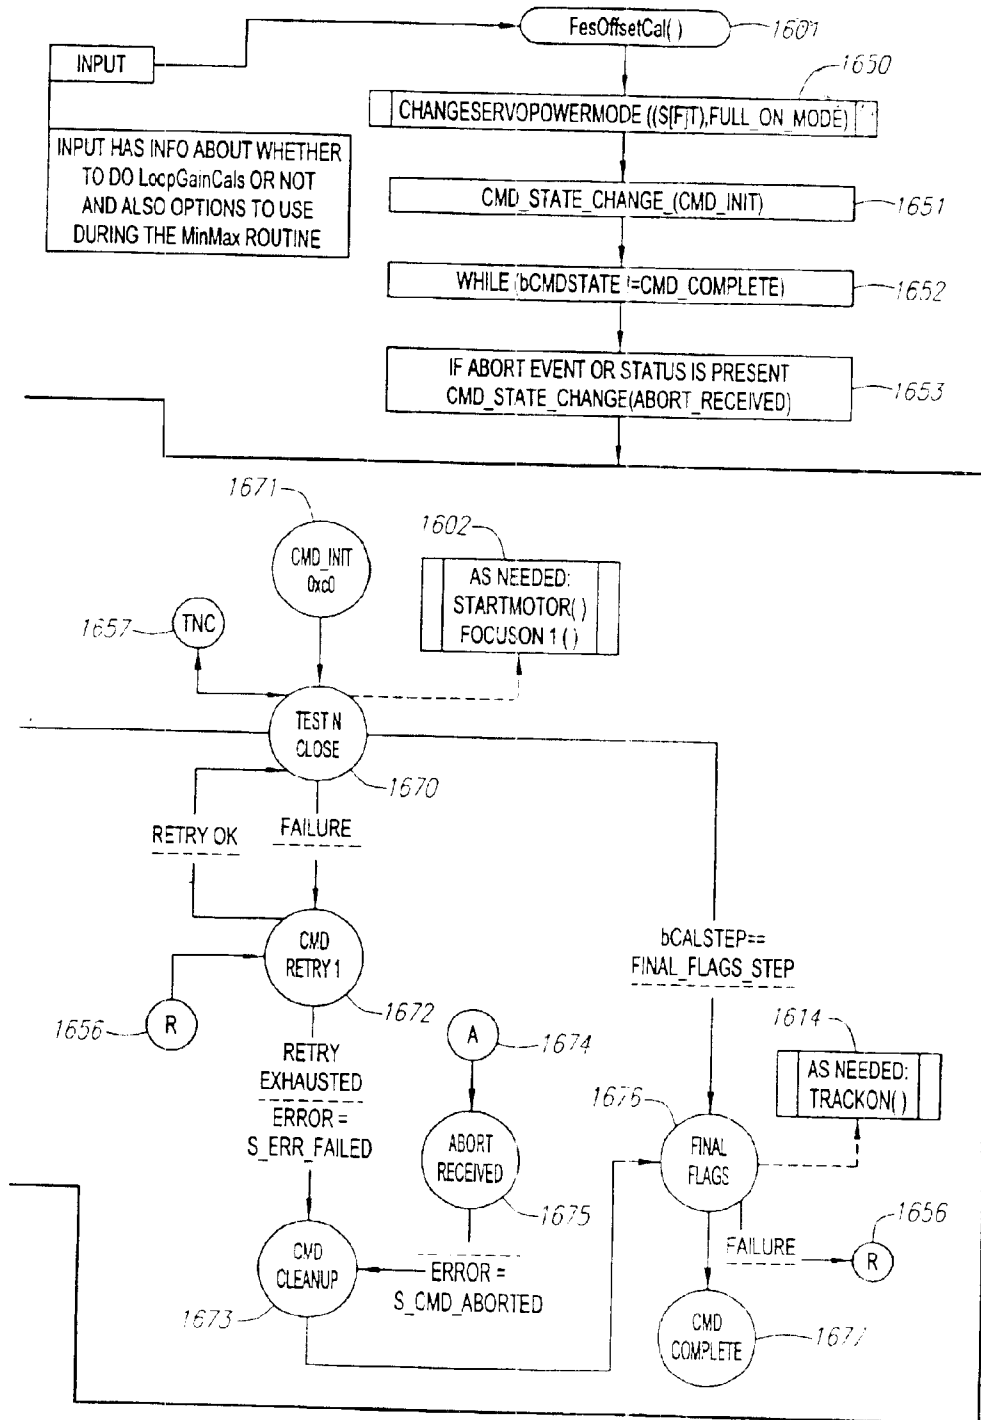 FesOffsetCal( )
1601
INPUT
1650
CHANGESERVOPOWERMODE ((S[F]T),FULL_ON_MODE)
INPUT HAS INFO ABOUT WHETHER
TO DO LoopGainCals OR NOT
AND ALSO OPTIONS TO USE
DURING THE MinMax ROUTINE
CMD_STATE_CHANGE_(CMD_INIT)
1651
WHILE (bCMDSTATE !=CMD_COMPLETE)
1652
IF ABORT EVENT OR STATUS IS PRESENT
CMD_STATE_CHANGE(ABORT_RECEIVED)
1653
1671
CMD_INIT
0xc0
1602
AS NEEDED:
STARTMOTOR( )
FOCUSON 1 ( )
1657
TNC
TEST N
CLOSE
1670
RETRY OK
FAILURE
CMD
RETRY 1
1672
bCALSTEP==
FINAL_FLAGS_STEP
1656
R
RETRY
EXHAUSTED
ERROR =
S_ERR_FAILED
A
1674
1614
AS NEEDED:
TRACKON( )
1676
ABORT
RECEIVED
1675
FINAL
FLAGS
1656
FAILURE
R
CMD
CLEANUP
1673
ERROR =
S_CMD_ABORTED
CMD
COMPLETE
1677